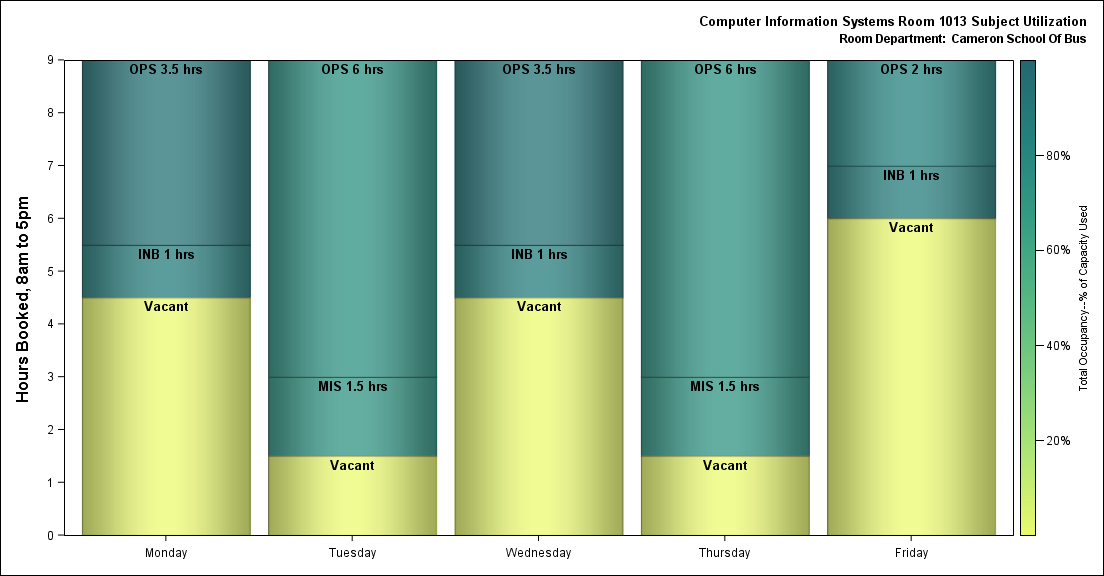 Computer Information Systems Room 1013 Subject Utilization
Room Department: Cameron School Of Bus
Hours Booked, 8am to 5pm
9
8
7
6
5
4
3
2
1
0
OPS 3.5 hrs
INB 1 hrs
Vacant
OPS 6 hrs
MIS 1.5 hrs
Vacant
OPS 3.5 hrs
INB 1 hrs
Vacant
OPS 6 hrs
MIS 1.5 hrs
Vacant
OPS 2 hrs
INB 1 hrs
Vacant
Monday
Tuesday
Wednesday
Thursday
Friday
80%
60%
40%
20%
Total Occupancy--% of Capacity Used